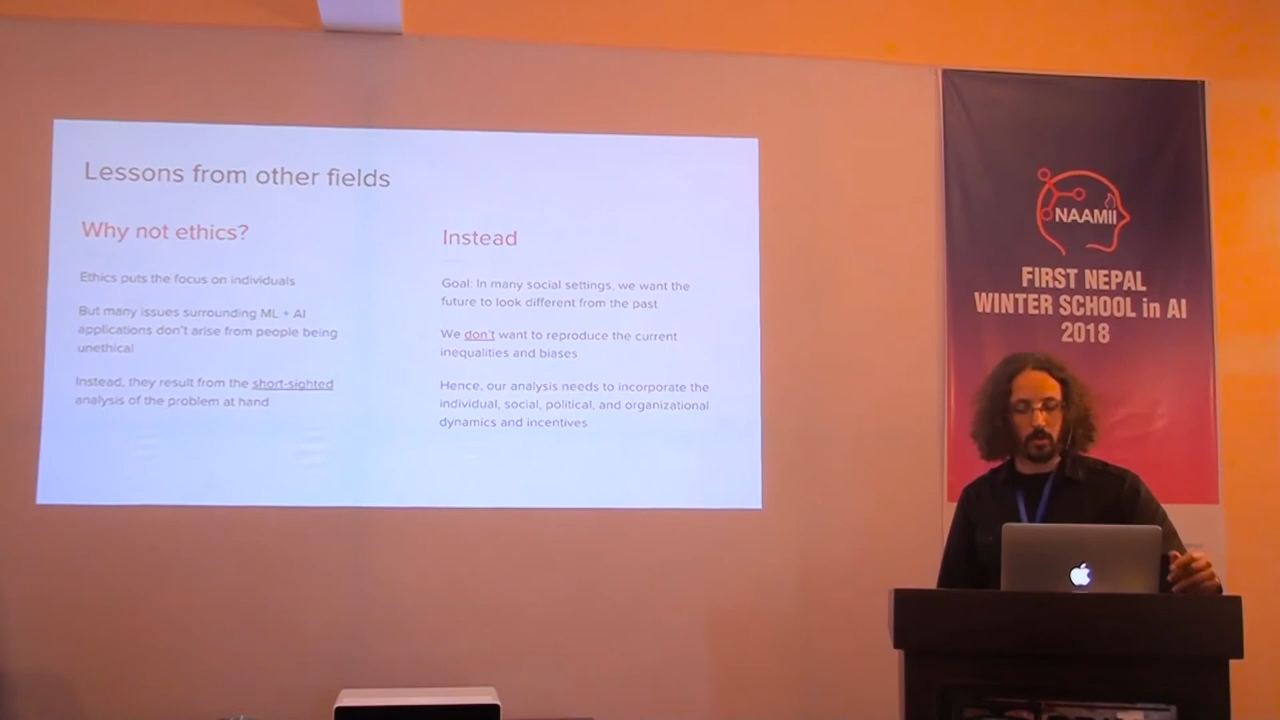 Lessons from other fields
Why not ethics?
Ethics puts the focus on individuals
But many issues surrounding ML + AI
applications don't arise from people being
unethical
Instead, they result from the short-sighted
analysis of the problem at hand
Instead
Goal: In many social settings, we want the
future to look different from the past
We don't want to reproduce the current
inequalities and biases
Hence, our analysis needs to incorporate the
individual, social, political, and organizational
dynamics and incentives
NAAMII
FIRST NEPAL
WINTER SCHOOL in AI
2018